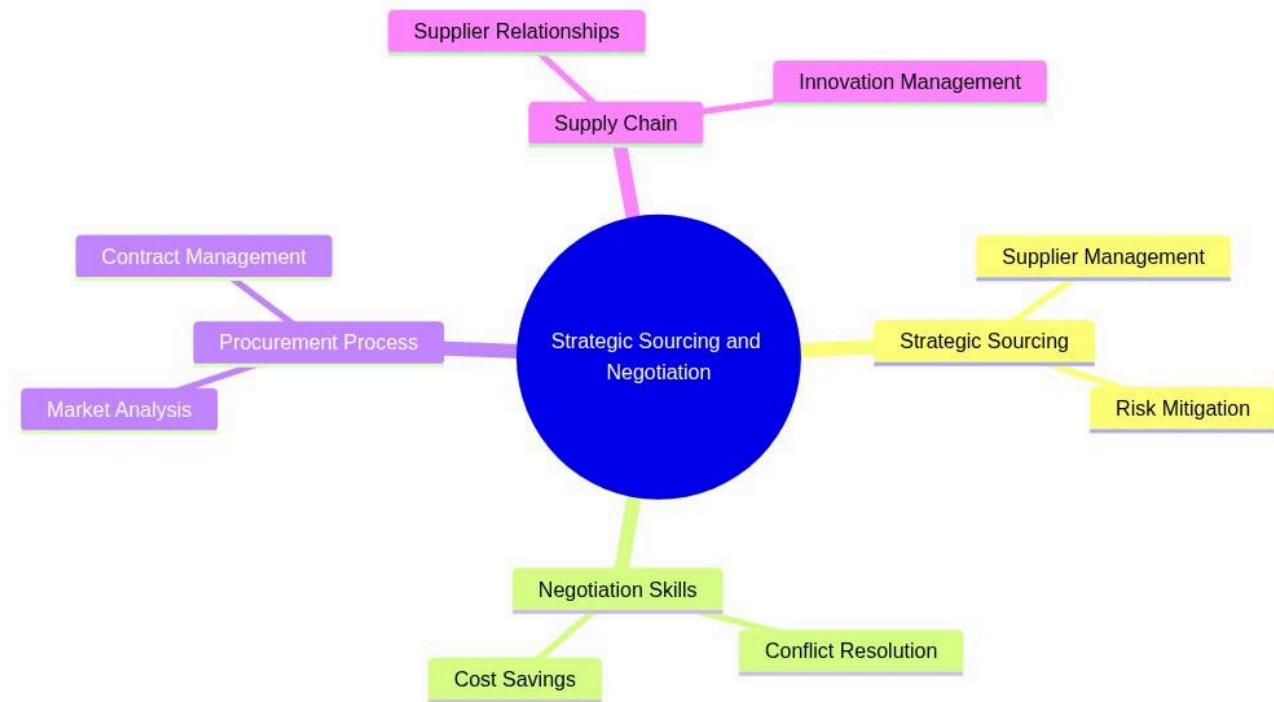 Supplier Relationships
Innovation Management
Supply Chain
Contract Management
Supplier Management
Procurement Process
Strategic Sourcing and
Negotiation
Strategic Sourcing
Market Analysis
Risk Mitigation
Negotiation Skills
Conflict Resolution
Cost Savings